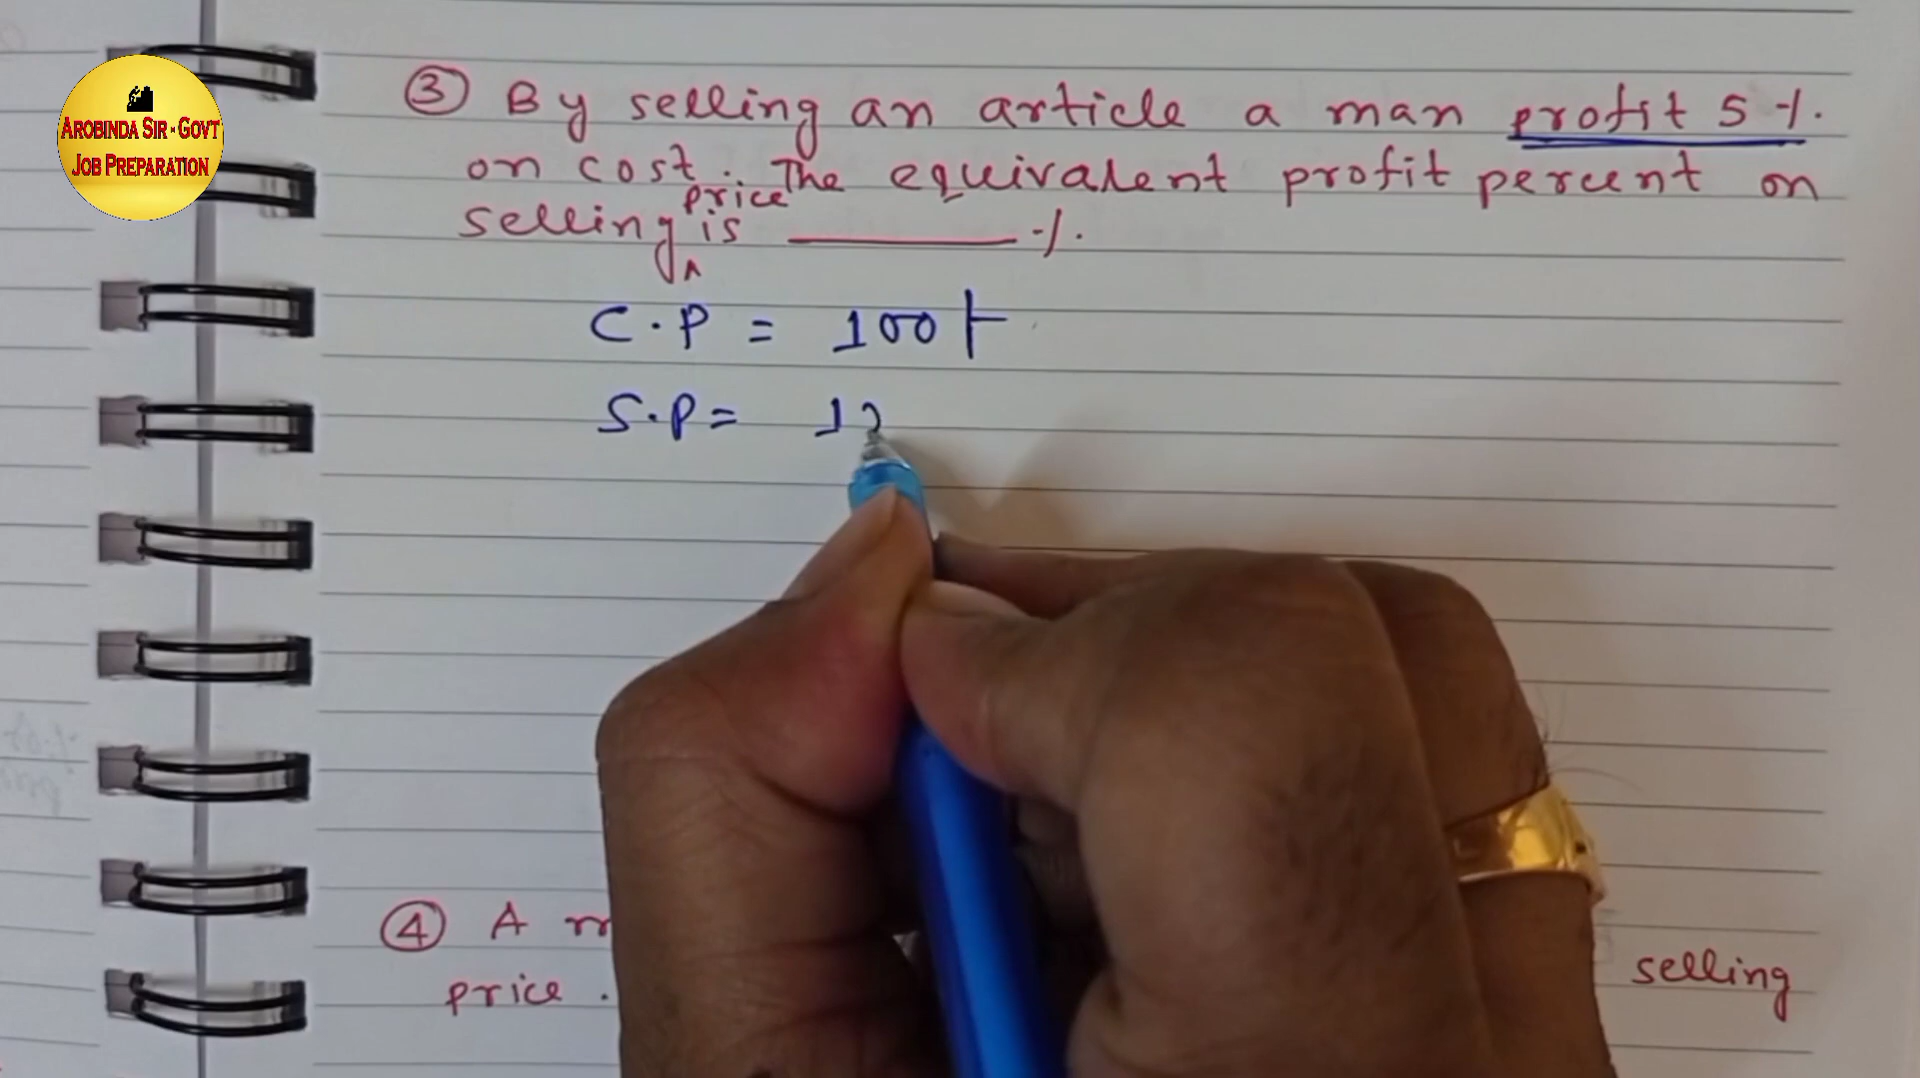 AROBINDA SIR - GOVT
JOB PREPARATION
③ By selling an article a man profit 5 %.
on cost. The equivalent profit percent on
price
selling is ________ %.
C.P = 100
S.P =
④ A
price.
selling